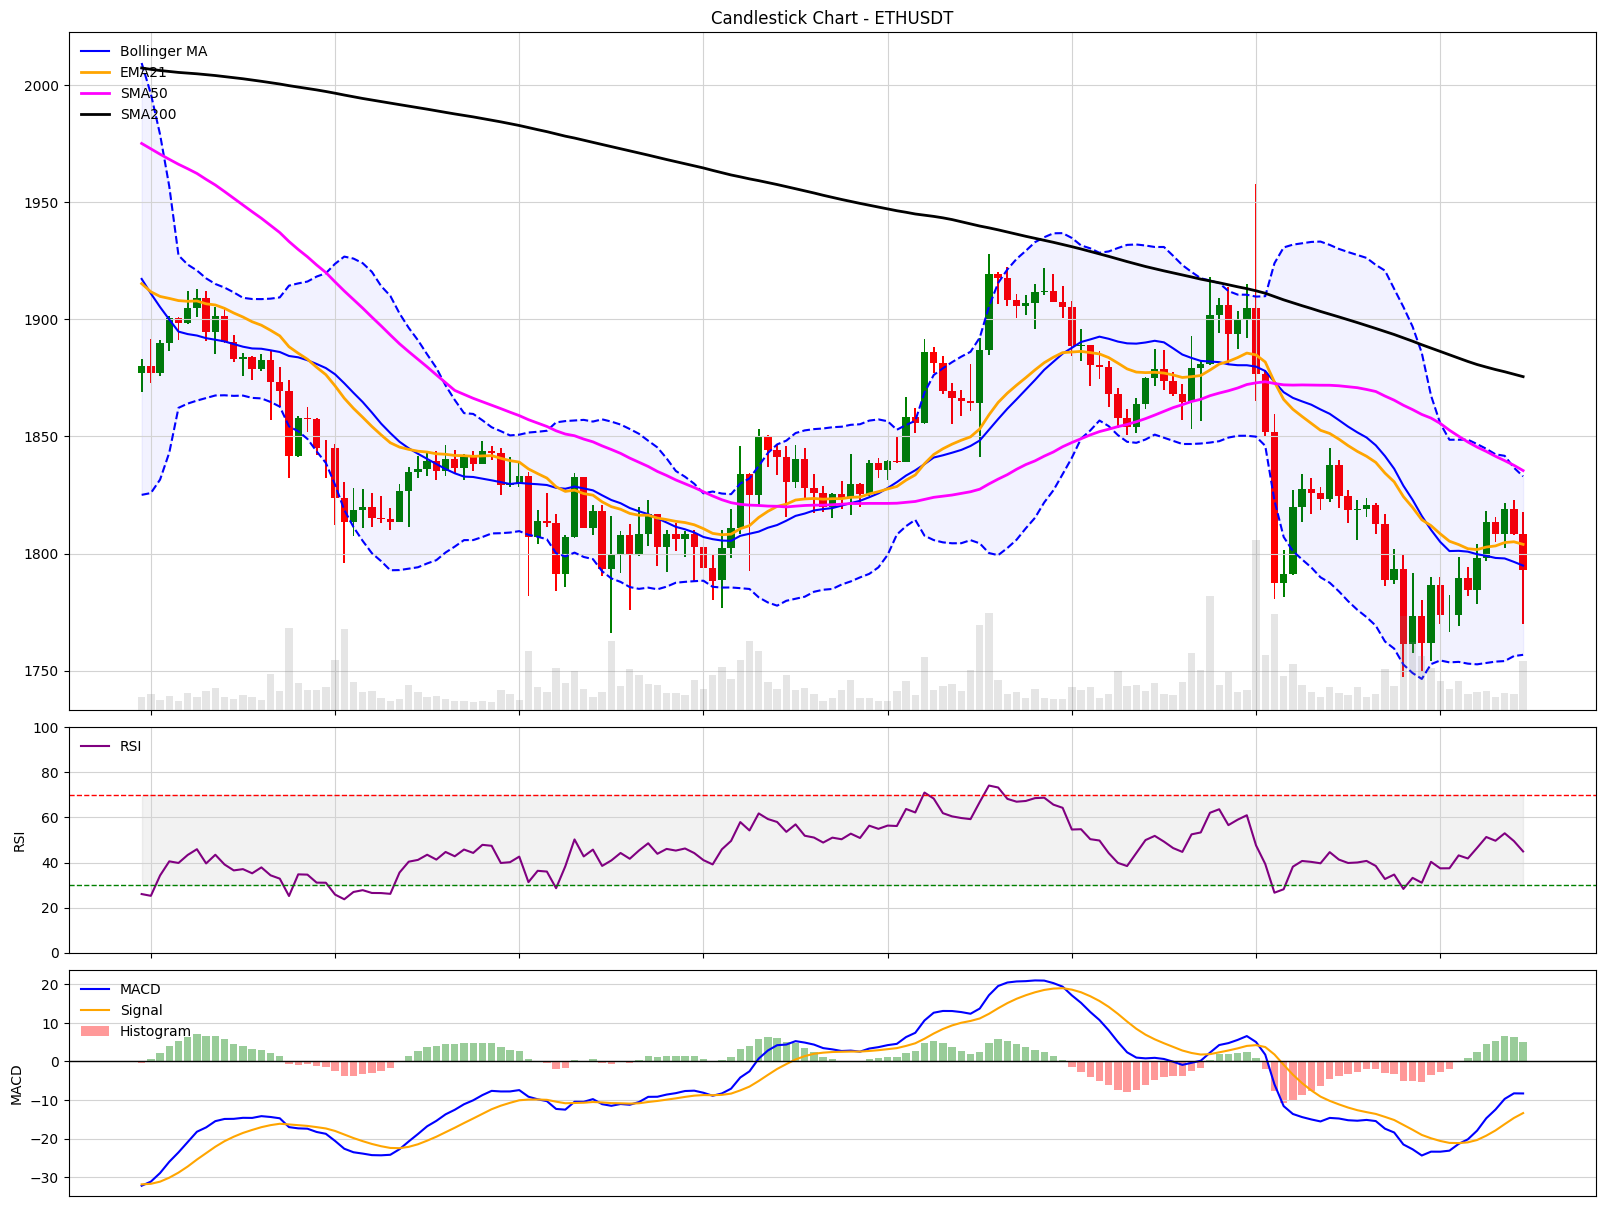 Candlestick Chart - ETHUSDT
Bollinger MA
EMA21
SMA50
SMA200
2000
1950
1900
1850
1800
1750
RSI
100
80
60
40
20
0
RSI
MACD
Signal
Histogram
20
10
0
−10
−20
−30
MACD